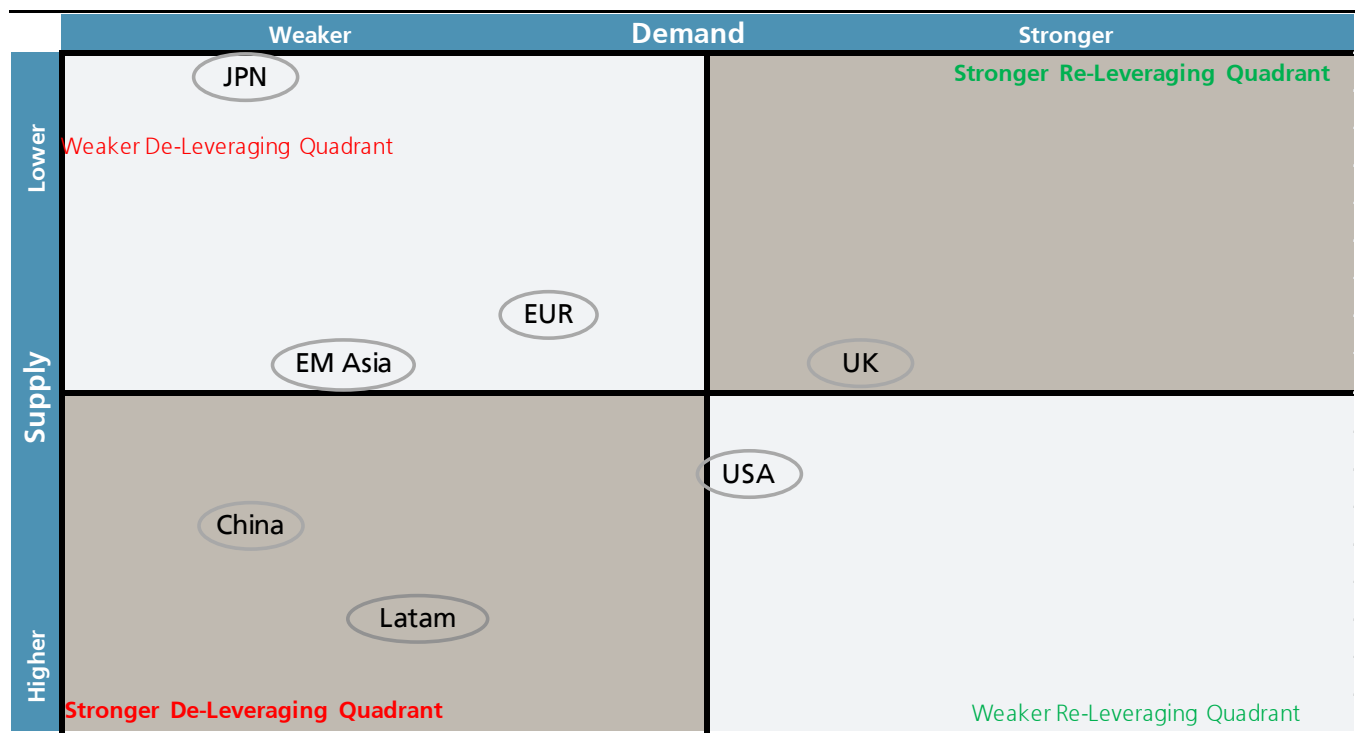 Weaker Demand Stronger
JPN
Stronger Re-Leveraging Quadrant
Lower
Weaker De-Leveraging Quadrant
EUR
EM Asia
UK
Supply
USA
China
Latam
Higher
Stronger De-Leveraging Quadrant
Weaker Re-Leveraging Quadrant